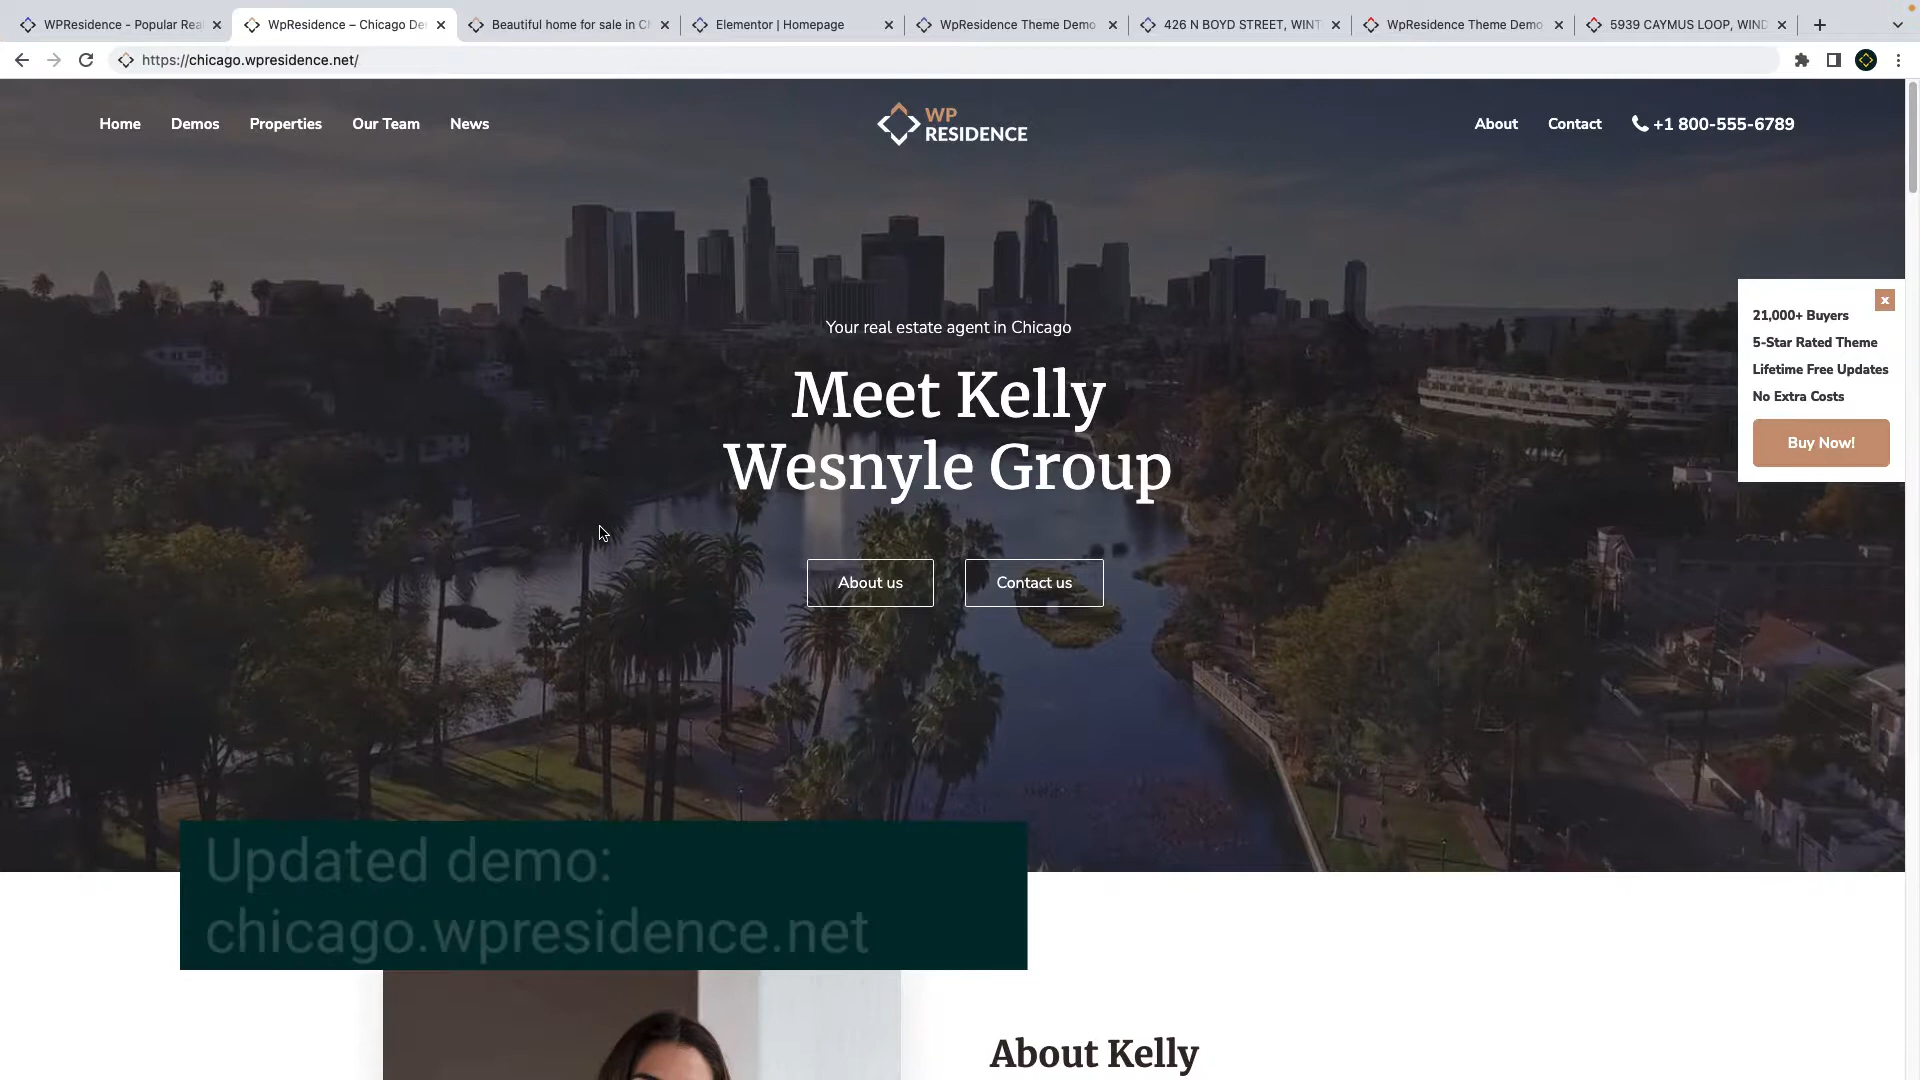 WPResidence - Popular Rea
WpResidence – Chicago De
Beautiful home for sale in C
Elementor | Homepage
WpResidence Theme Demo
426 N BOYD STREET, WINT
WpResidence Theme Demo
5939 CAYMUS LOOP, WIND
https://chicago.wpresidence.net/
Home Demos Properties Our Team News
WP
RESIDENCE
About Contact +1 800-555-6789
x
21,000+ Buyers
5-Star Rated Theme
Lifetime Free Updates
No Extra Costs
Buy Now!
Your real estate agent in Chicago
Meet Kelly
Wesnyle Group
About us
Contact us
Updated demo:
chicago.wpresidence.net
About Kelly